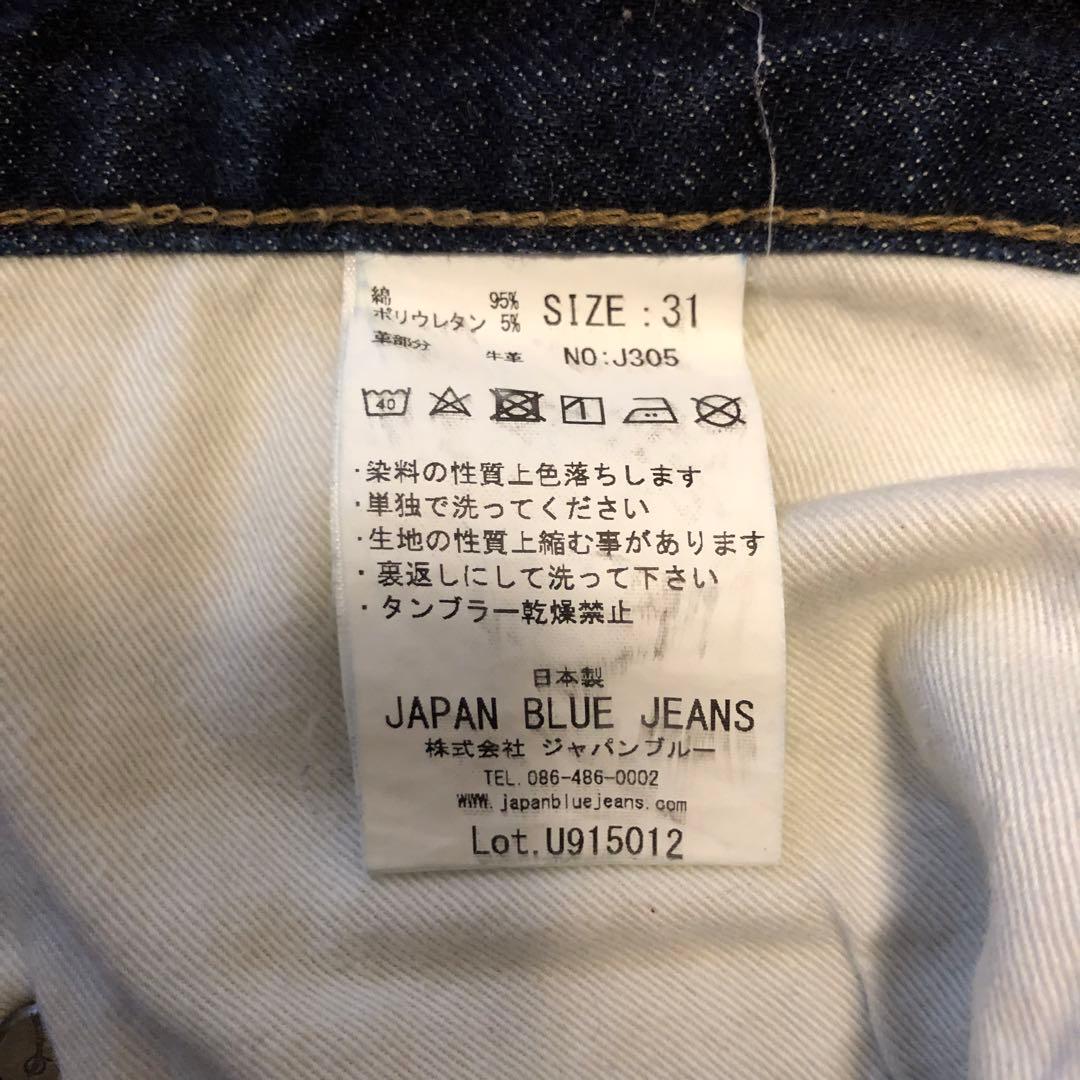 綿 95%
ポリウレタン 5%
SIZE:31
革部分 牛革 NO:J305
40
・染料の性質上色落ちします
・単独で洗ってください
・生地の性質上縮む事があります
・裏返しにして洗って下さい
・タンブラー乾燥禁止
日本製
JAPAN BLUE JEANS
株式会社 ジャパンブルー
TEL.086-486-0002
WWW.japanbluejeans.com
Lot.U915012